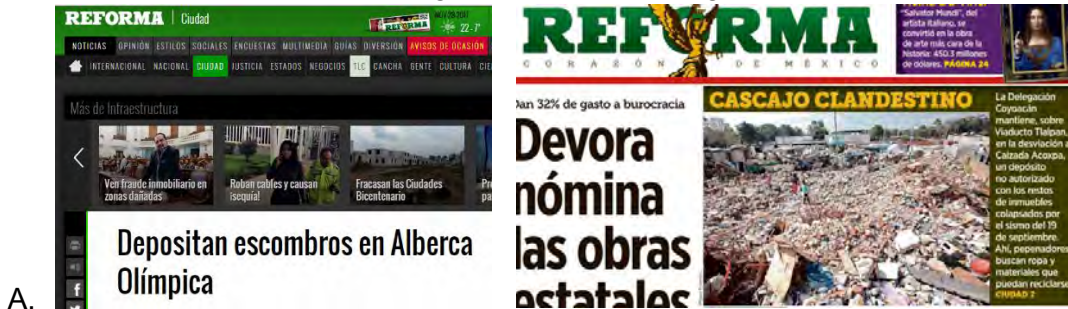 REFORMA | Ciudad
REFORMA
22 - 7°
NOTICIAS OPINIÓN ESTILOS SOCIALES ENCUESTAS MULTIMEDIA GUÍAS DIVERSIÓN AVISOS DE OCASIÓN
INTERNACIONAL NACIONAL CIUDAD JUSTICIA ESTADOS NEGOCIOS TLC CANCHA GENTE CULTURA
Más de Infraestructura
Ven fraude inmobiliario en
zonas dañadas
Roban cables y causan
¡sequía!
Fracasan las Ciudades
Bicentenario
Depositan escombros en Alberca
Olímpica
A.
REFORMA
CORAZÓN DE MÉXICO
"Salvator Mundi", del
artista italiano, se
convirtió en la obra
de arte más cara de la
historia: 450.3 millones
de dólares. PÁGINA 24
Dan 32% de gasto a burocracia
Devora
nómina
las obras
estatales
CASCAJO CLANDESTINO
La Delegación
Coyoacán
mantiene, sobre
Viaducto Tlalpan,
en la desviación a
Calzada Acoxpa,
un depósito
no autorizado
con los restos
de inmuebles
colapsados por
el sismo del 19
de septiembre.
Ahí, pepenadores
buscan ropa y
materiales que
puedan reciclarse.
CIUDAD 7